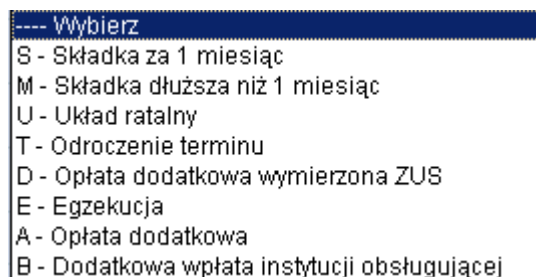 ---- Wybierz
S - Składka za 1 miesiąc
M - Składka dłuższa niż 1 miesiąc
U - Układ ratalny
T - Odroczenie terminu
D - Opłata dodatkowa wymierzona ZUS
E - Egzekucja
A - Opłata dodatkowa
B - Dodatkowa wpłata instytucji obsługującej